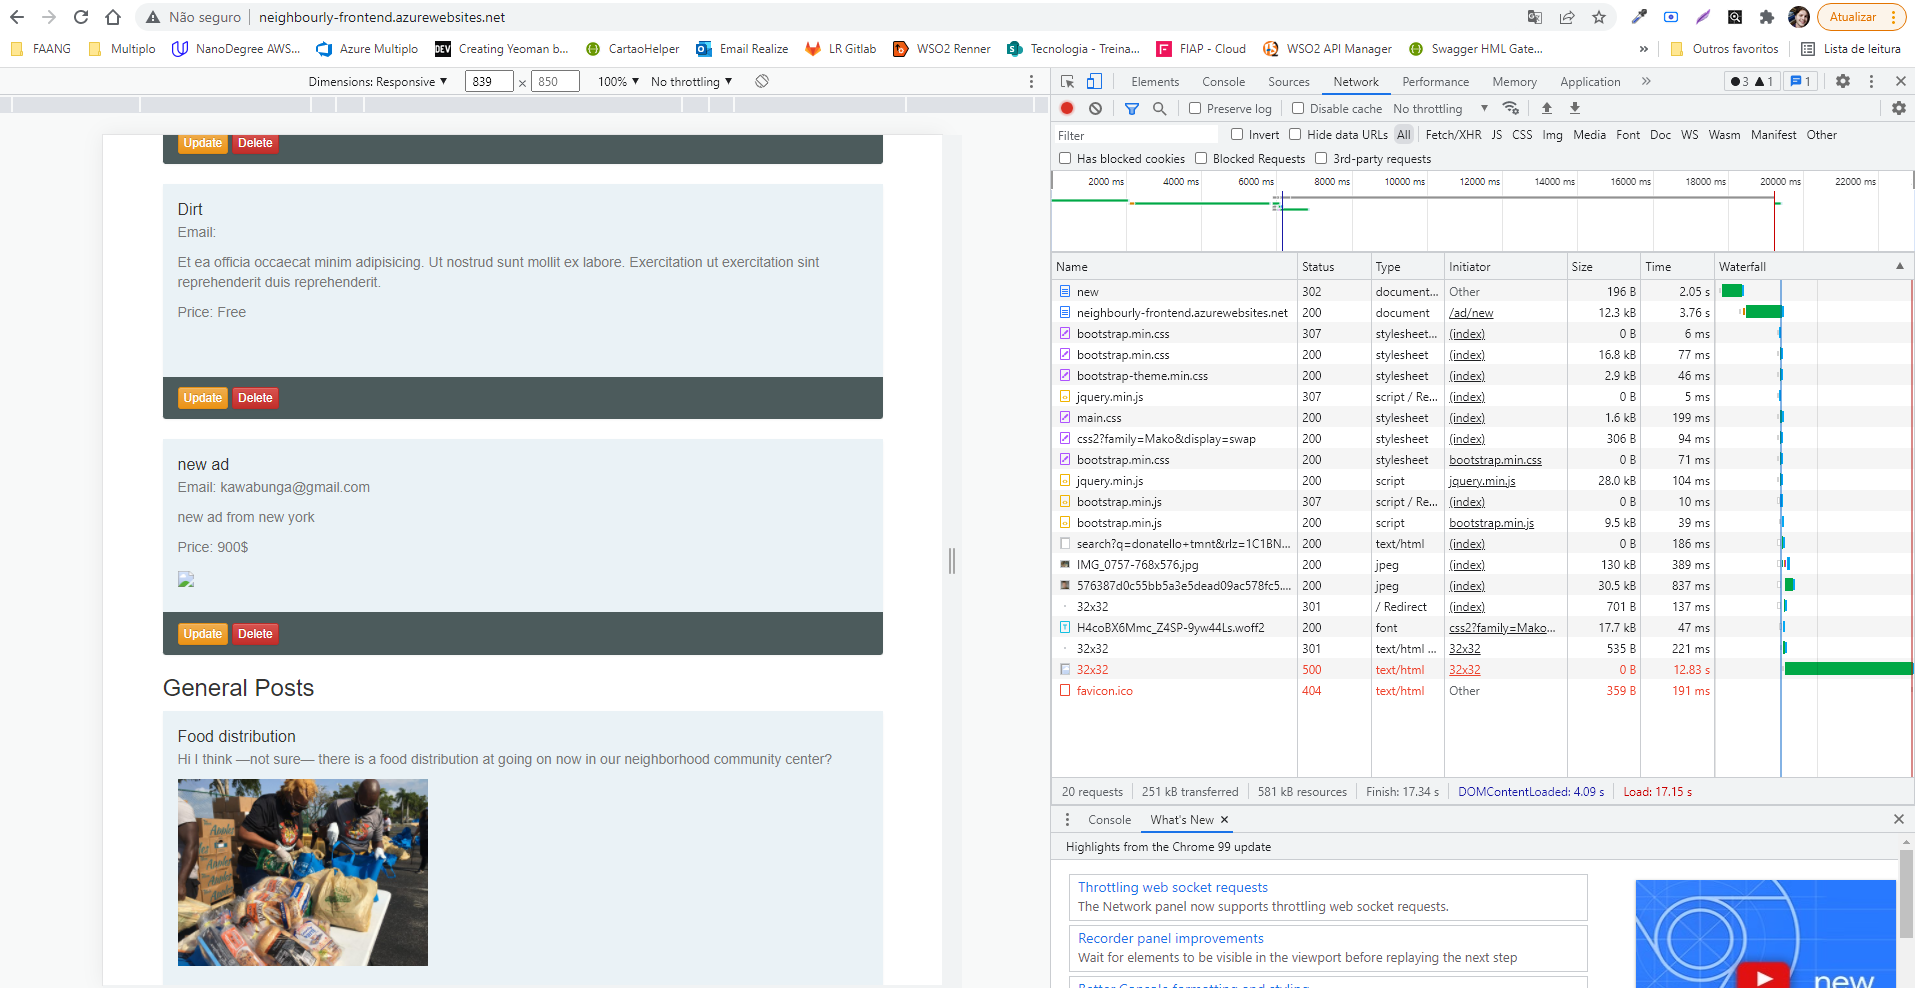 Não seguro
neighbourly-frontend.azurewebsites.net
Atualizar
FAANG
Multiplo
NanoDegree AWS...
Azure Multiplo
DEV
Creating Yeoman b...
CartaoHelper
Email Realize
LR Gitlab
WSO2 Renner
Tecnologia - Treina...
FIAP - Cloud
WSO2 API Manager
Swagger HML Gate...
»
Outros favoritos
Lista de leitura
Dimensions: Responsive ▼ 839 × 850 100% ▼ No throttling ▼
Update Delete
Dirt
Email:
Et ea officia occaecat minim adipisicing. Ut nostrud sunt mollit ex labore. Exercitation ut exercitation sint
reprehenderit duis reprehenderit.
Price: Free
Update Delete
new ad
Email: kawabunga@gmail.com
new ad from new york
Price: 900$
Update Delete
General Posts
Food distribution
Hi I think —not sure— there is a food distribution at going on now in our neighborhood community center?
Apples
Elements Console Sources Network Performance Memory Application » 3 1 1
Preserve log Disable cache No throttling ▼
Filter Invert Hide data URLs All Fetch/XHR JS CSS Img Media Font Doc WS Wasm Manifest Other
Has blocked cookies Blocked Requests 3rd-party requests
2000 ms 4000 ms 6000 ms 8000 ms 10000 ms 12000 ms 14000 ms 16000 ms 18000 ms 20000 ms 22000 ms
Name Status Type Initiator Size Time Waterfall ▲
new 302 document... Other 196 B 2.05 s
neighbourly-frontend.azurewebsites.net 200 document /ad/new 12.3 kB 3.76 s
bootstrap.min.css 307 stylesheet... (index) 0 B 6 ms
bootstrap.min.css 200 stylesheet (index) 16.8 kB 77 ms
bootstrap-theme.min.css 200 stylesheet (index) 2.9 kB 46 ms
jquery.min.js 307 script / Re... (index) 0 B 5 ms
main.css 200 stylesheet (index) 1.6 kB 199 ms
css2?family=Mako&display=swap 200 stylesheet (index) 306 B 94 ms
bootstrap.min.css 200 stylesheet bootstrap.min.css 0 B 71 ms
jquery.min.js 200 script jquery.min.js 28.0 kB 104 ms
bootstrap.min.js 307 script / Re... (index) 0 B 10 ms
bootstrap.min.js 200 script bootstrap.min.js 9.5 kB 39 ms
search?q=donatello+tmnt&rlz=1C1BN... 200 text/html (index) 0 B 186 ms
IMG_0757-768x576.jpg 200 jpeg (index) 130 kB 389 ms
576387d0c55bb5a3e5dead09ac578fc5.... 200 jpeg (index) 30.5 kB 837 ms
32x32 301 / Redirect (index) 701 B 137 ms
H4coBX6Mmc_Z4SP-9yw44Ls.woff2 200 font css2?family=Mako... 17.7 kB 47 ms
32x32 301 text/html ... 32x32 535 B 221 ms
32x32 500 text/html 32x32 0 B 12.83 s
favicon.ico 404 text/html Other 359 B 191 ms
20 requests 251 kB transferred 581 kB resources Finish: 17.34 s DOMContentLoaded: 4.09 s Load: 17.15 s
Console What's New ×
Highlights from the Chrome 99 update
Throttling web socket requests
The Network panel now supports throttling web socket requests.
Recorder panel improvements
Wait for elements to be visible in the viewport before replaying the next step
Better Console formatting and styling
new